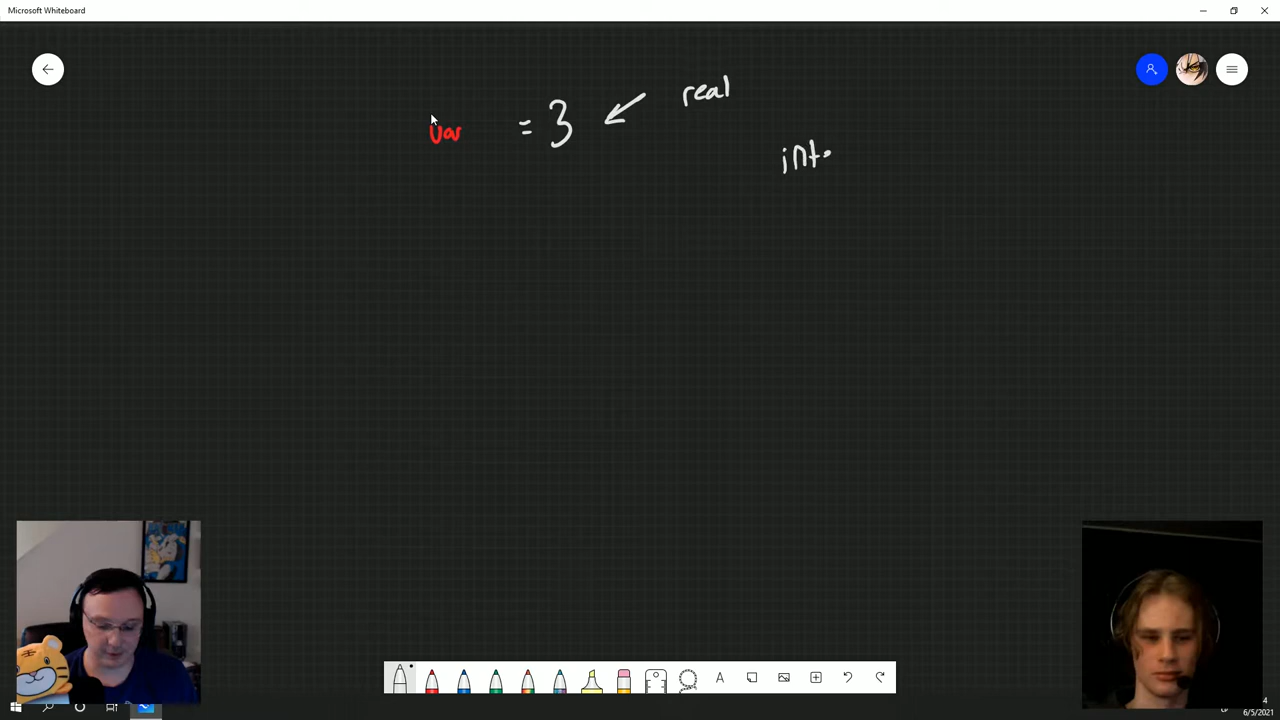 Microsoft Whiteboard
real
var = 3
int
6/5/2021